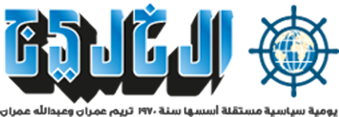 الخليج
يومية سياسية مستقلة أسسها سنة ١٩٧٠ تريم عمران وعبدالله عمران